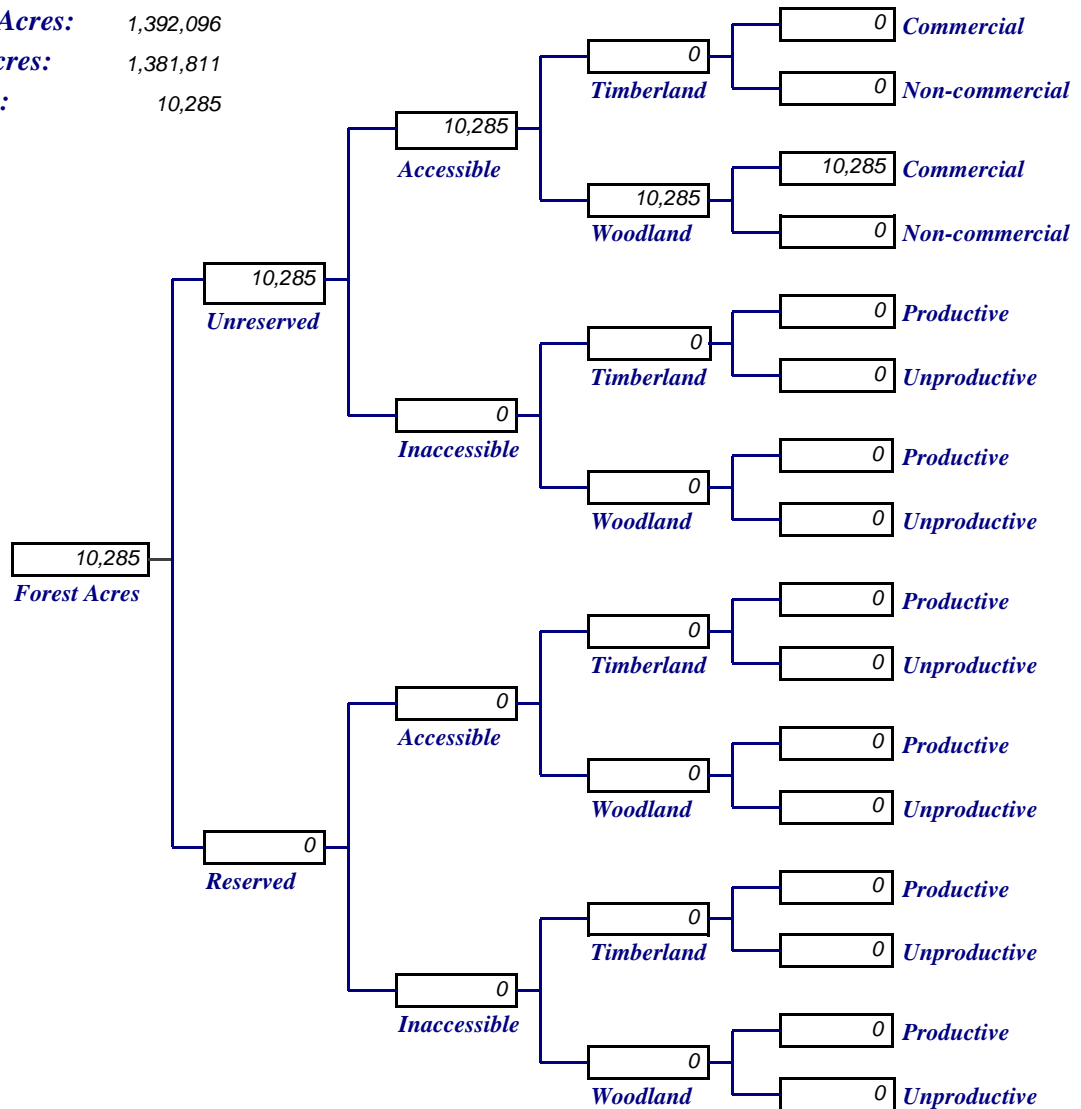 Acres: 1,392,096
cres: 1,381,811
: 10,285
0 Commercial
0
Timberland
0 Non-commercial
10,285
Accessible
10,285 Commercial
10,285
Woodland
0 Non-commercial
10,285
Unreserved
0 Productive
0
Timberland
0 Unproductive
0
Inaccessible
0 Productive
0
Woodland
0 Unproductive
10,285
Forest Acres
0 Productive
0
Timberland
0 Unproductive
0
Accessible
0 Productive
0
Woodland
0 Unproductive
0
Reserved
0 Productive
0
Timberland
0 Unproductive
0
Inaccessible
0 Productive
0
Woodland
0 Unproductive